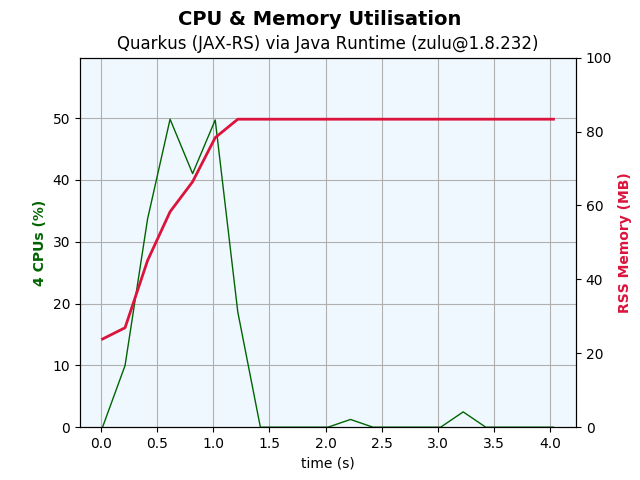 CPU & Memory Utilisation
Quarkus (JAX-RS) via Java Runtime (zulu@1.8.232)
4 CPUs (%)
50
40
30
20
10
0
100
80
60
40
20
0
RSS Memory (MB)
0.0 0.5 1.0 1.5 2.0 2.5 3.0 3.5 4.0
time (s)